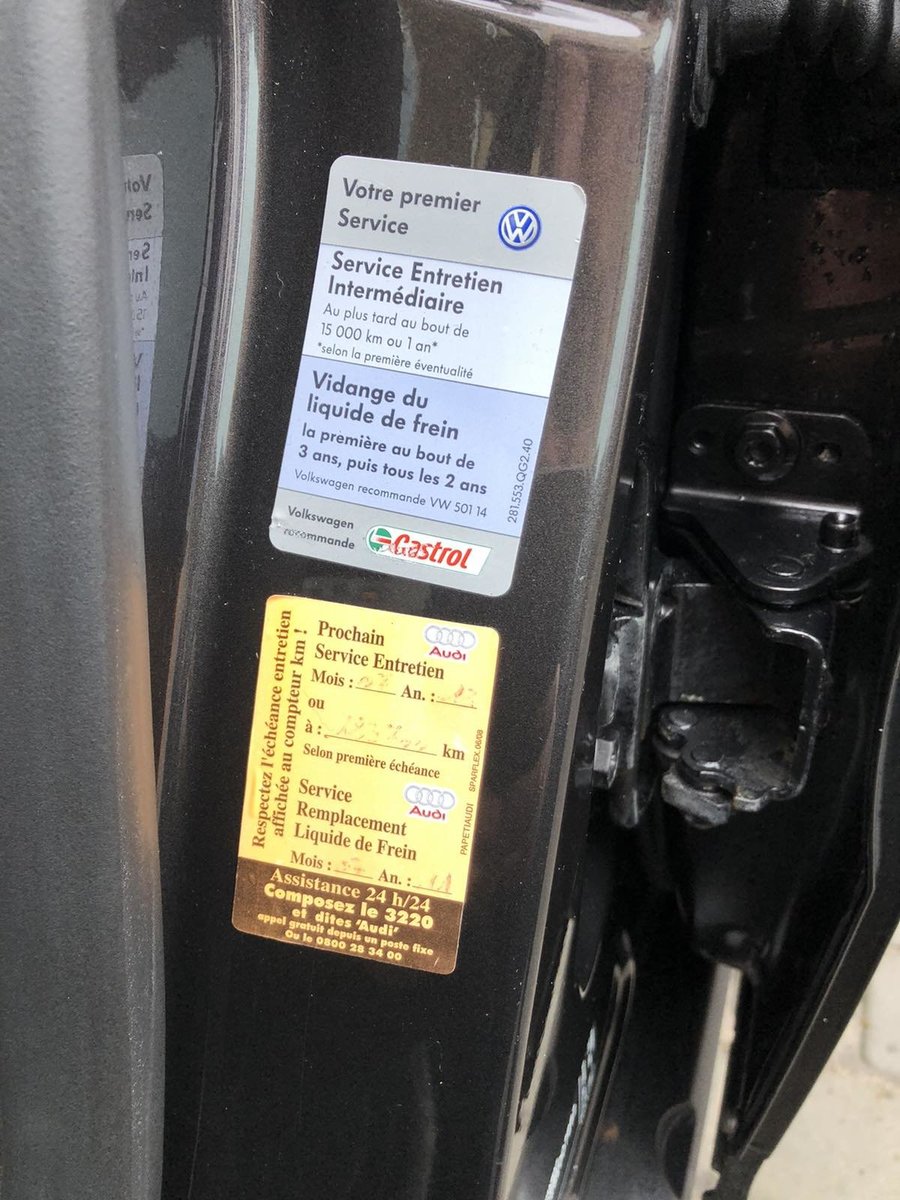 Votre premier
Service
Service Entretien
Intermédiaire
Au plus tard au bout de
15 000 km ou 1 an*
*selon la première éventualité
Vidange du
liquide de frein
la première au bout de
3 ans, puis tous les 2 ans
Volkswagen recommande VW 501 14
281.553.QG2.40
Volkswagen
recommande
Castrol
Respectez l'échéance entretien
affichée au compteur km !
Prochain
Audi
Service Entretien
Mois : 07 An. :
ou
à : km
Selon première échéance
Service
Audi
Remplacement
Liquide de Frein
Mois : An. : 11
PAPETIAUDI SPARFLEX 06/08
Assistance 24 h/24
Composez le 3220
et dites 'Audi'
appel gratuit depuis un poste fixe
Ou le 0800 28 34 00